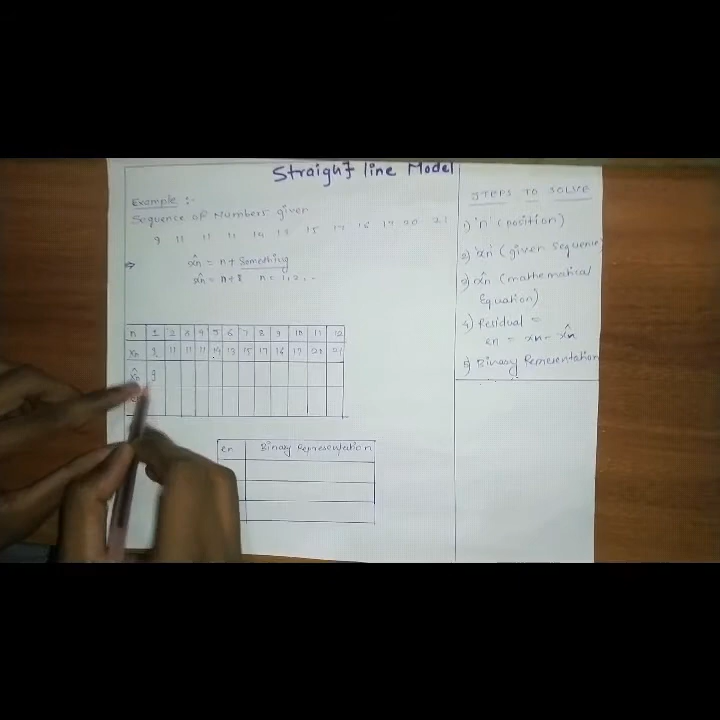 Straight line Model
Example :-
Sequence of Numbers given
9 11 11 11 14 13 15 17 16 17 20 21
⇒ x̂n = n + Something
x̂n = n+8 n = 1, 2, --
n 1 2 3 4 5 6 7 8 9 10 11 12
xn 9 11 11 11 14 13 15 17 16 17 20 21
x̂n 9
en Binary Representation
STEPS TO SOLVE
1) 'n' (position)
2) 'xn' (given sequence)
3) x̂n (mathematical
Equation)
4) Residual =
en = xn - x̂n
5) Binary Representation